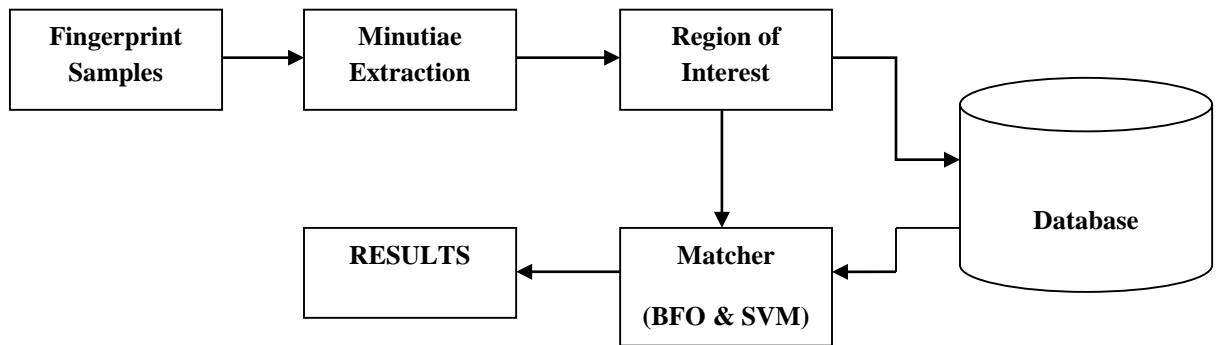 Fingerprint
Samples
Minutiae
Extraction
Region of
Interest
Database
RESULTS
Matcher
(BFO & SVM)